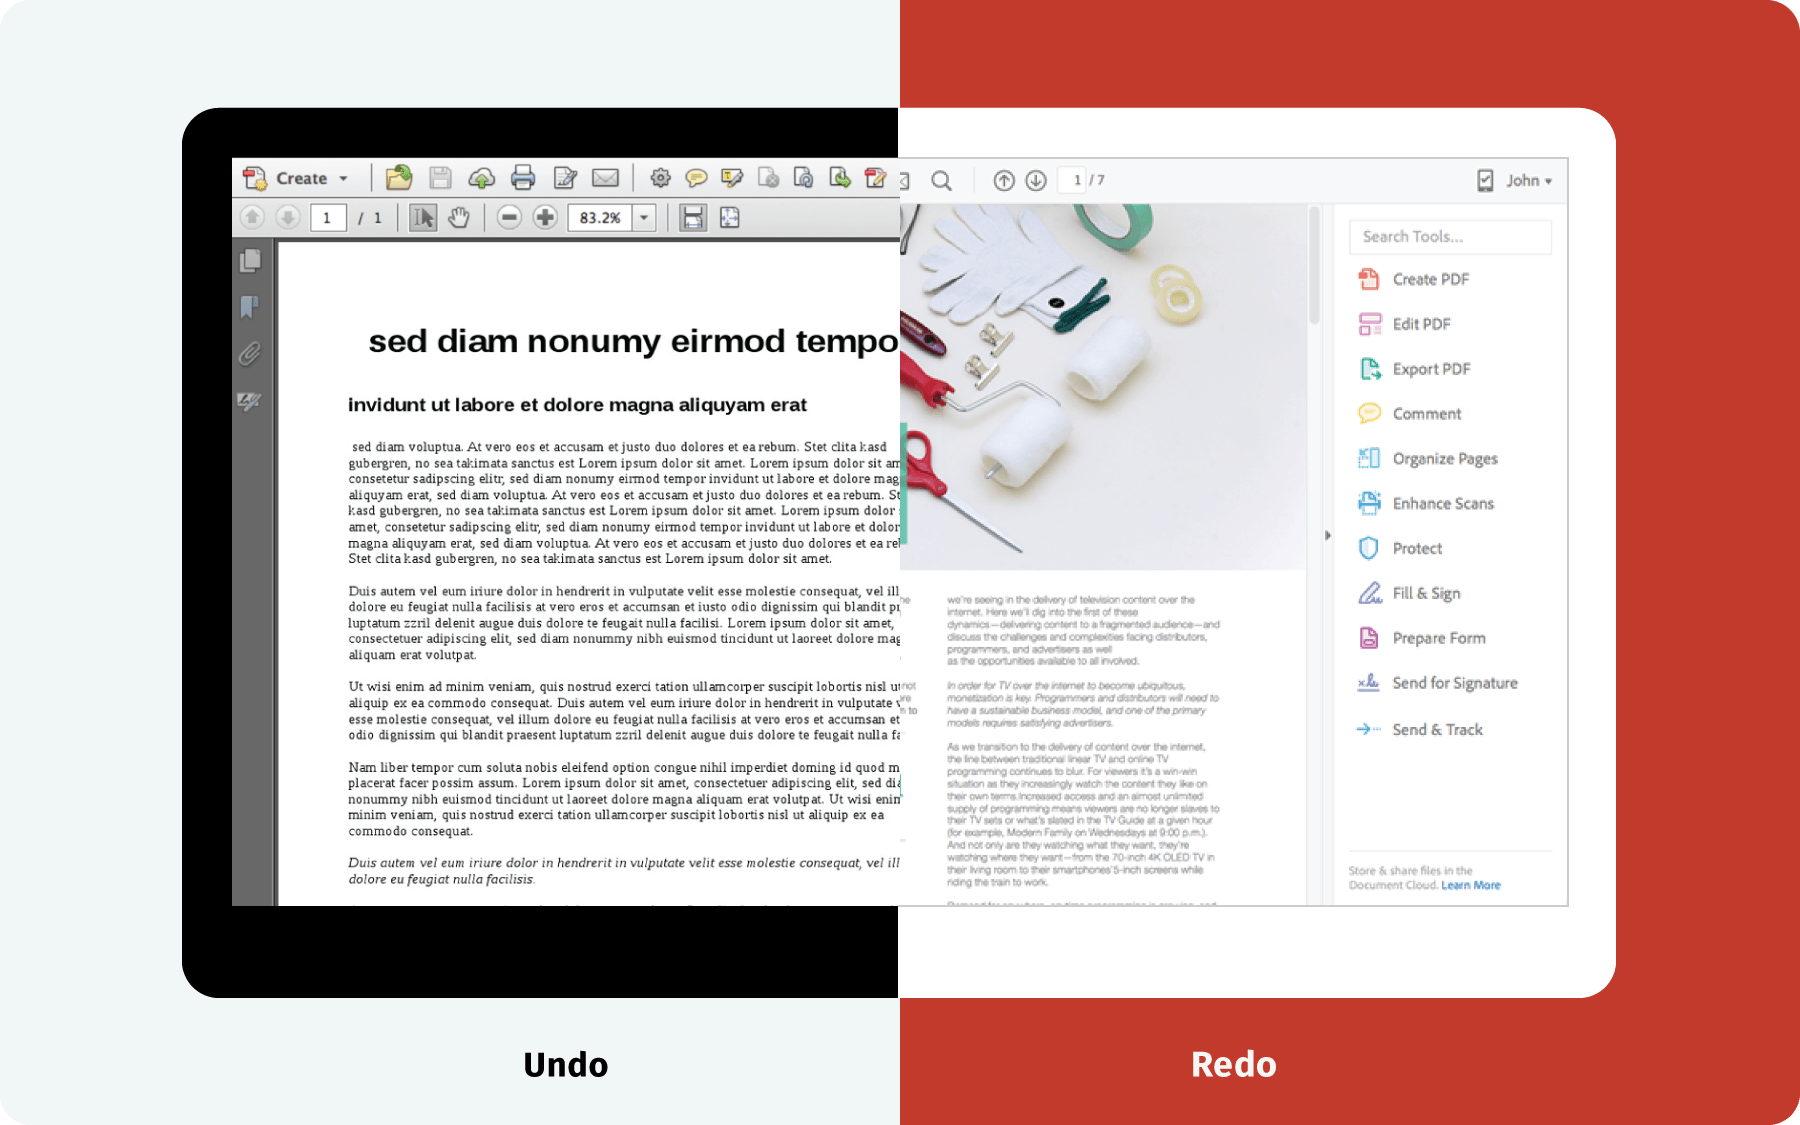 Create
1 / 1
83.2%
sed diam nonumy eirmod tempo
invidunt ut labore et dolore magna aliquyam erat
sed diam voluptua. At vero eos et accusam et justo duo dolores et ea rebum. Stet clita kasd
gubergren, no sea takimata sanctus est Lorem ipsum dolor sit amet. Lorem ipsum dolor sit am
consetetur sadipscing elitr, sed diam nonumy eirmod tempor invidunt ut labore et dolore mag
aliquyam erat, sed diam voluptua. At vero eos et accusam et justo duo dolores et ea rebum. St
kasd gubergren, no sea takimata sanctus est Lorem ipsum dolor sit amet. Lorem ipsum dolor
amet, consetetur sadipscing elitr, sed diam nonumy eirmod tempor invidunt ut labore et dolor
magna aliquyam erat, sed diam voluptua. At vero eos et accusam et justo duo dolores et ea re
Stet clita kasd gubergren, no sea takimata sanctus est Lorem ipsum dolor sit amet.
Duis autem vel eum iriure dolor in hendrerit in vulputate velit esse molestie consequat, vel ill
dolore eu feugiat nulla facilisis at vero eros et accumsan et iusto odio dignissim qui blandit pr
luptatum zzril delenit augue duis dolore te feugait nulla facilisi. Lorem ipsum dolor sit amet,
consectetuer adipiscing elit, sed diam nonummy nibh euismod tincidunt ut laoreet dolore mag
aliquam erat volutpat.
Ut wisi enim ad minim veniam, quis nostrud exerci tation ullamcorper suscipit lobortis nisl ut
aliquip ex ea commodo consequat. Duis autem vel eum iriure dolor in hendrerit in vulputate v
esse molestie consequat, vel illum dolore eu feugiat nulla facilisis at vero eros et accumsan et
odio dignissim qui blandit praesent luptatum zzril delenit augue duis dolore te feugait nulla fa
Nam liber tempor cum soluta nobis eleifend option congue nihil imperdiet doming id quod m
placerat facer possim assum. Lorem ipsum dolor sit amet, consectetuer adipiscing elit, sed dia
nonummy nibh euismod tincidunt ut laoreet dolore magna aliquam erat volutpat. Ut wisi enim
minim veniam, quis nostrud exerci tation ullamcorper suscipit lobortis nisl ut aliquip ex ea
commodo consequat.
Duis autem vel eum iriure dolor in hendrerit in vulputate velit esse molestie consequat, vel ill
dolore eu feugiat nulla facilisis.
Undo
1 / 7
John
we're seeing in the delivery of television content over the
internet. Here we'll dig into the first of these
dynamics—delivering content to a fragmented audience—and
discuss the challenges and complexities facing distributors,
programmers, and advertisers as well
as the opportunities available to all involved.
In order for TV over the internet to become ubiquitous,
monetization is key. Programmers and distributors will need to
have a sustainable business model, and one of the primary
models requires satisfying advertisers.
As we transition to the delivery of content over the internet,
the line between traditional linear TV and online TV
programming continues to blur. For viewers it's a win-win
situation as they increasingly watch the content they like on
their own terms.Increased access and an almost unlimited
supply of programming means viewers are no longer slaves to
their TV sets or what's slated in the TV Guide at a given hour
(for example, Modern Family on Wednesdays at 9:00 p.m.).
And not only are they watching what they want, they're
watching where they want—from the 70-inch 4K OLED TV in
their living room to their smartphones' 5-inch screens while
riding the train to work.
Search Tools...
Create PDF
Edit PDF
Export PDF
Comment
Organize Pages
Enhance Scans
Protect
Fill & Sign
Prepare Form
Send for Signature
Send & Track
Store & share files in the
Document Cloud. Learn More
Redo